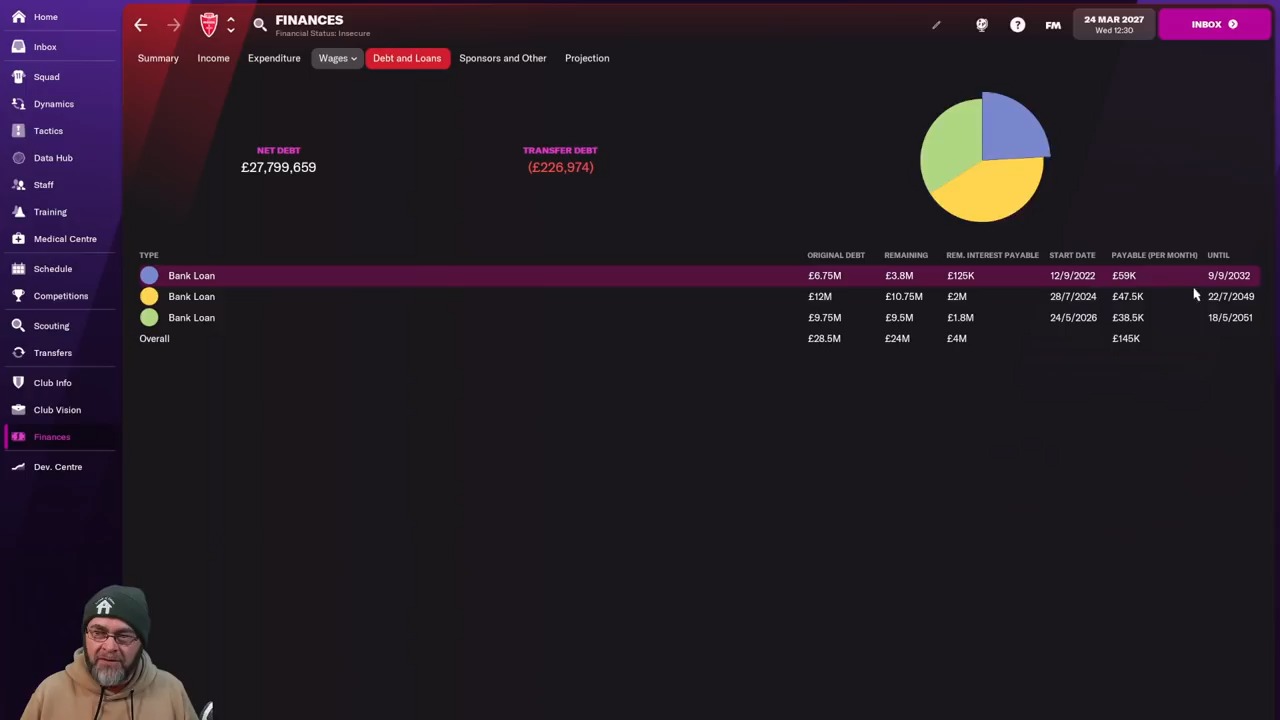 Home
Inbox
Squad
Dynamics
Tactics
Data Hub
Staff
Training
Medical Centre
Schedule
Competitions
Scouting
Transfers
Club Info
Club Vision
Finances
Dev. Centre
FINANCES
Financial Status: Insecure
FM
24 MAR 2027
Wed 12:30
INBOX
Summary Income Expenditure Wages Debt and Loans Sponsors and Other Projection
NET DEBT
£27,799,659
TRANSFER DEBT
(£226,974)
TYPE ORIGINAL DEBT REMAINING REM. INTEREST PAYABLE START DATE PAYABLE (PER MONTH) UNTIL
Bank Loan £6.75M £3.8M £125K 12/9/2022 £59K 9/9/2032
Bank Loan £12M £10.75M £2M 28/7/2024 £47.5K 22/7/2049
Bank Loan £9.75M £9.5M £1.8M 24/5/2026 £38.5K 18/5/2051
Overall £28.5M £24M £4M £145K